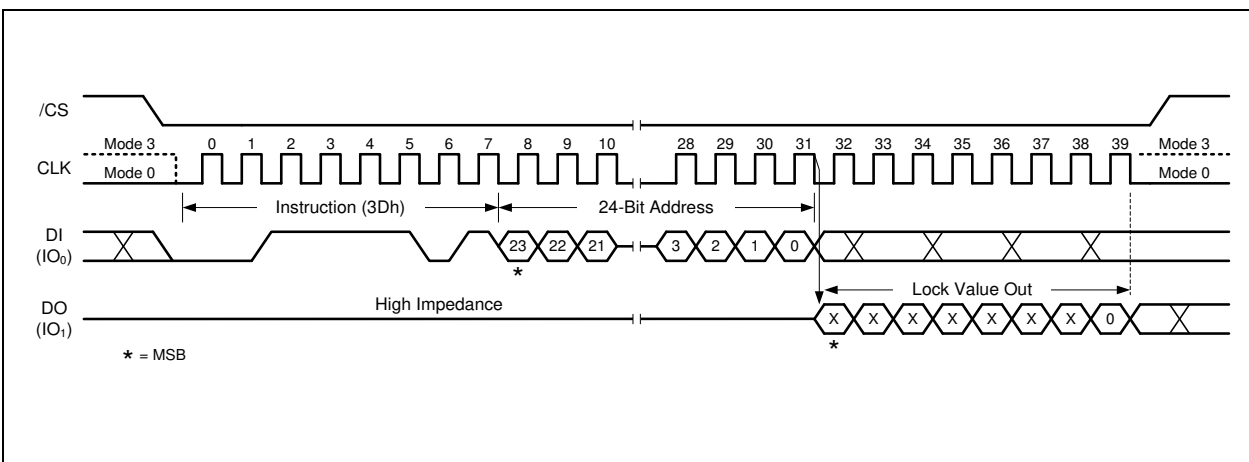 /CS
Mode 3 0 1 2 3 4 5 6 7 8 9 10 28 29 30 31 32 33 34 35 36 37 38 39 Mode 3
CLK
Mode 0 Mode 0
Instruction (3Dh) 24-Bit Address
DI
(IO₀)
23 22 21 3 2 1 0
*
Lock Value Out
High Impedance
DO
(IO₁)
X X X X X X X 0
*
* = MSB